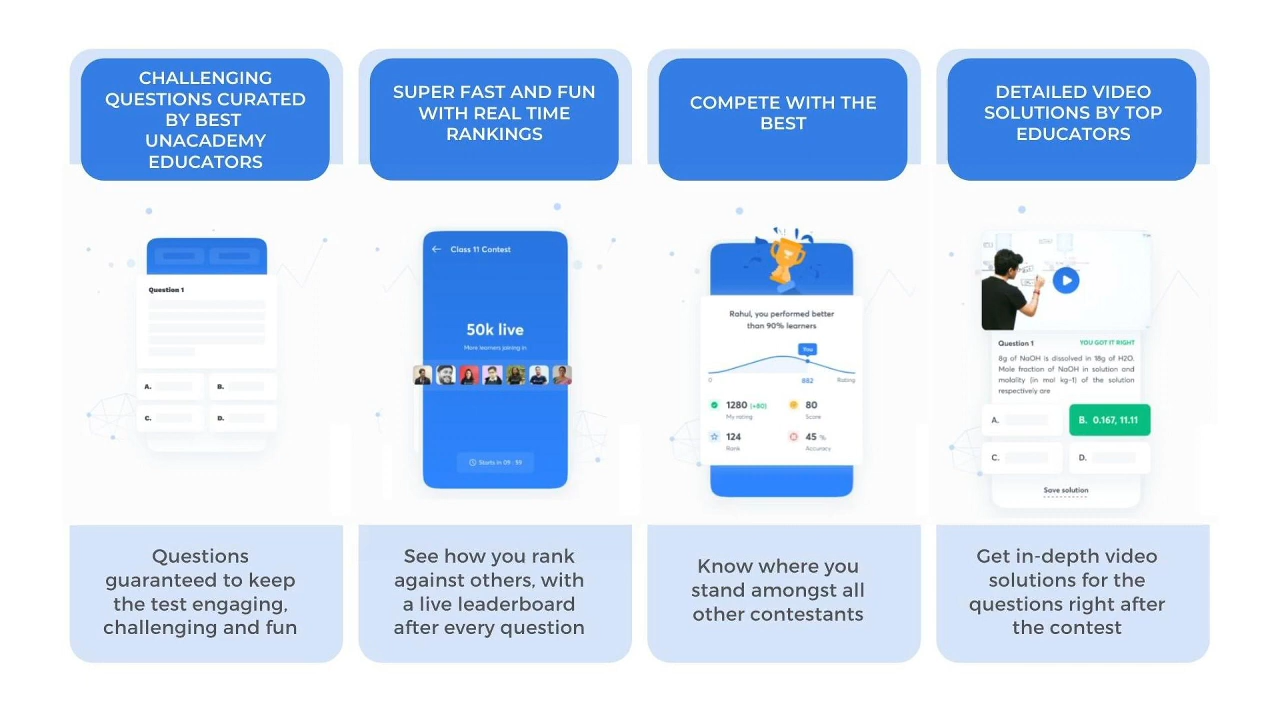 CHALLENGING
QUESTIONS CURATED
BY BEST
UNACADEMY
EDUCATORS
Question 1
A.
B.
C.
D.
Questions
guaranteed to keep
the test engaging,
challenging and fun
SUPER FAST AND FUN
WITH REAL TIME
RANKINGS
Class 11 Contest
50k live
More learners joining in
Starts in 09 : 59
See how you rank
against others, with
a live leaderboard
after every question
COMPETE WITH THE
BEST
Rahul, you performed better
than 90% learners
You
0 882 Rating
1280 (+80) 80
My rating Score
124 45 %
Rank Accuracy
Know where you
stand amongst all
other contestants
DETAILED VIDEO
SOLUTIONS BY TOP
EDUCATORS
Question 1 YOU GOT IT RIGHT
8g of NaOH is dissolved in 18g of H2O.
Mole fraction of NaOH in solution and
molality (in mol kg-1) of the solution
respectively are
A.
B. 0.167, 11.11
C.
D.
Save solution
Get in-depth video
solutions for the
questions right after
the contest